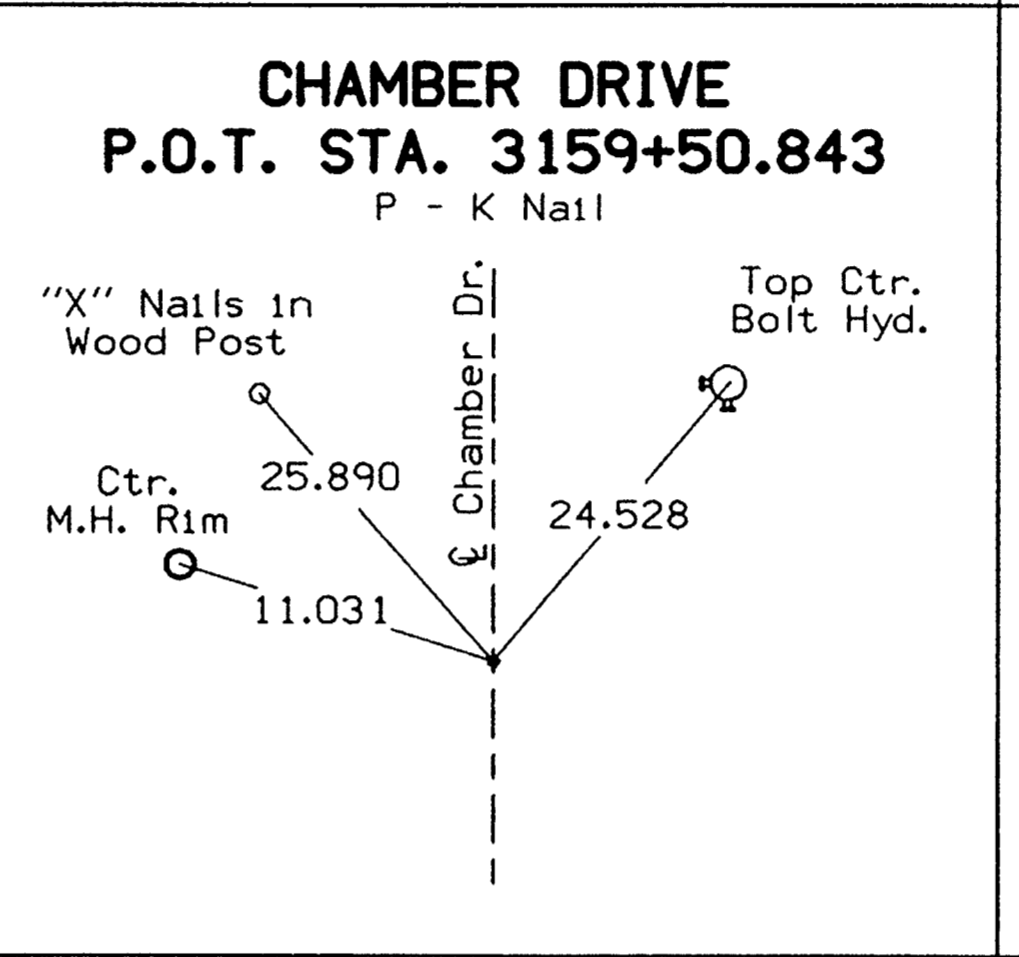 CHAMBER DRIVE
P.O.T. STA. 3159+50.843
P - K Nail
"X" Nails in
Wood Post
℄ Chamber Dr.
Top Ctr.
Bolt Hyd.
25.890
Ctr.
M.H. Rim
24.528
11.031